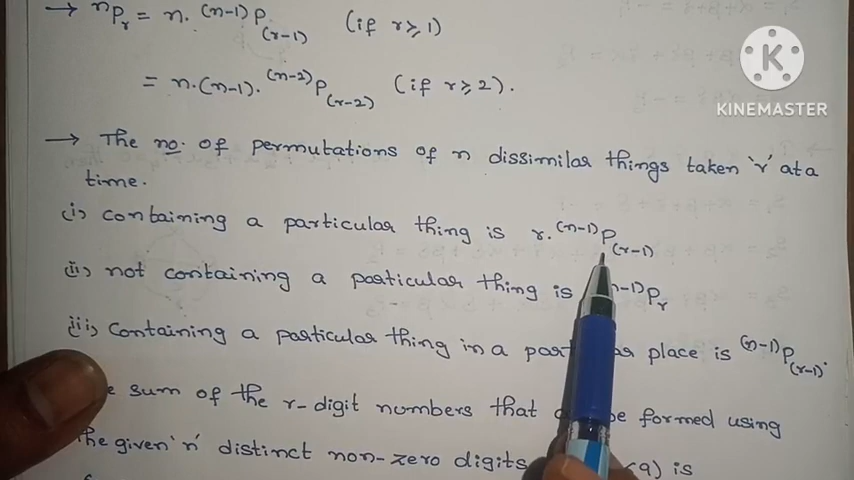 → ⁿPᵣ = n. ⁽ⁿ⁻¹⁾P₍ᵣ₋₁₎ (if r ⩾ 1)
= n.(n-1). ⁽ⁿ⁻²⁾P₍ᵣ₋₂₎ (if r ⩾ 2).
KINEMASTER
→ The no. of permutations of n dissimilar things taken 'r' at a
time.
(i) containing a particular thing is r. ⁽ⁿ⁻¹⁾P₍ᵣ₋₁₎
(ii) not containing a particular thing is n-1)Pᵣ
(iii) Containing a particular thing in a place is ⁽ⁿ⁻¹⁾P₍ᵣ₋₁₎.
sum of the r-digit numbers that be formed using
the given 'n' distinct non-zero digits 9) is